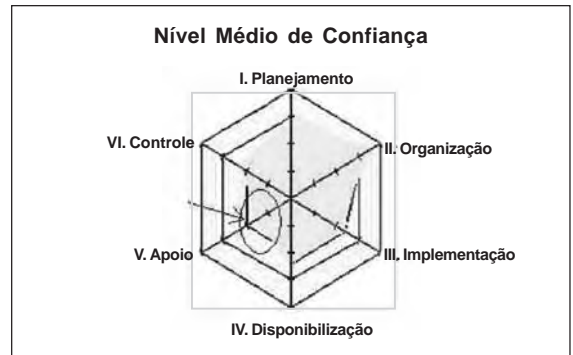 Nível Médio de Confiança
I. Planejamento
VI. Controle
II. Organização
V. Apoio
III. Implementação
IV. Disponibilização